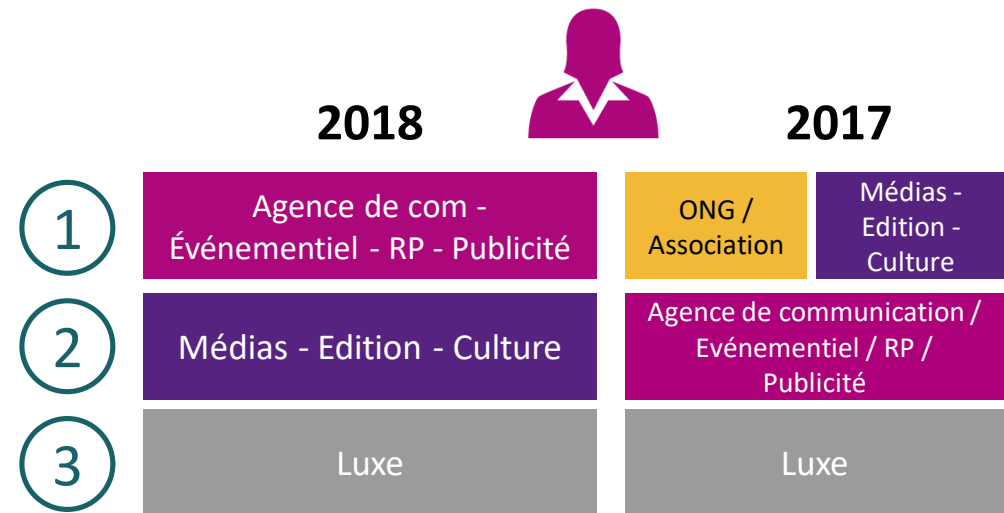 2018
2017
1
Agence de com -
Événementiel - RP - Publicité
ONG /
Association
Médias -
Edition -
Culture
2
Médias - Edition - Culture
Agence de communication /
Evénementiel / RP /
Publicité
3
Luxe
Luxe